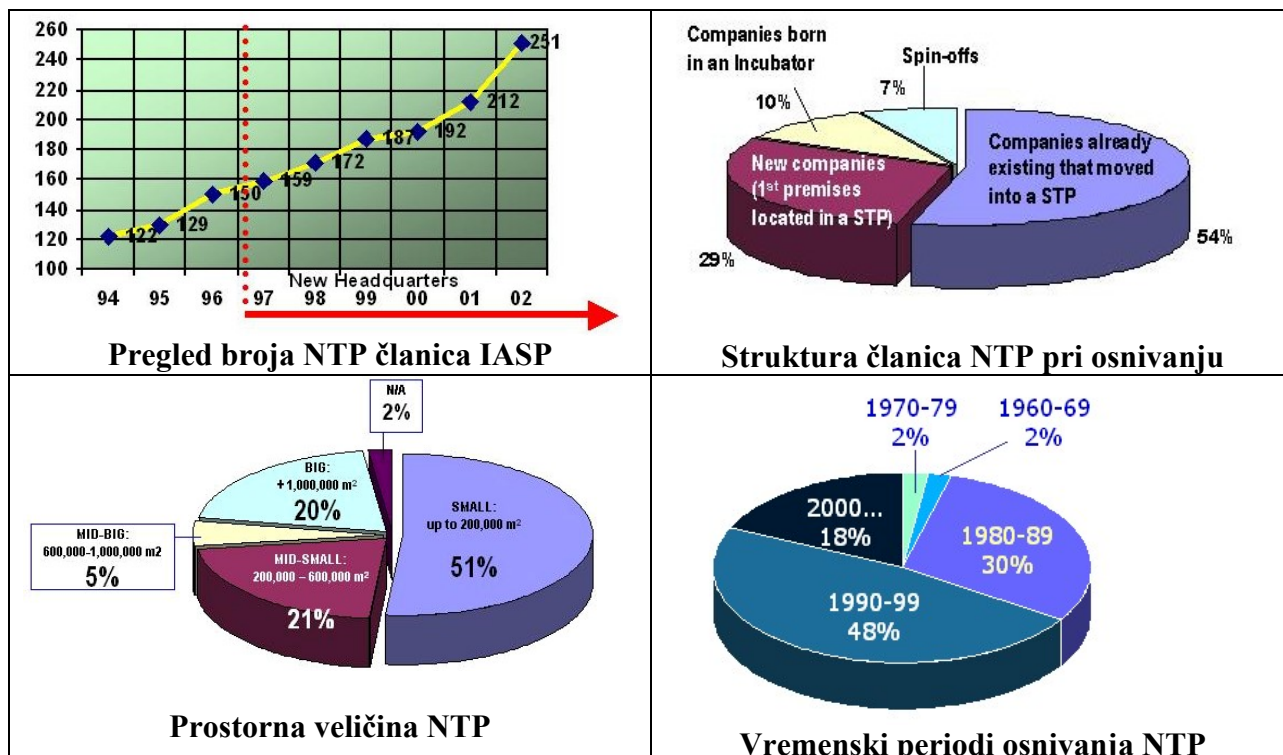 260
240
220
200
180
160
140
120
100
122
129
150
159
172
187
192
212
251
New Headquarters
94 95 96 97 98 99 00 01 02
Pregled broja NTP članica IASP
Companies born
in an Incubator
10%
Spin-offs
7%
Companies already
existing that moved
into a STP
54%
New companies
(1st premises
located in a STP)
29%
Struktura članica NTP pri osnivanju
N/A
2%
BIG:
+1,000,000 m²
20%
SMALL:
up to 200,000 m²
51%
MID-BIG:
600,000-1,000,000 m2
5%
MID-SMALL:
200,000 – 600,000 m²
21%
Prostorna veličina NTP
1970-79
2%
1960-69
2%
2000...
18%
1980-89
30%
1990-99
48%
Vremenski periodi osnivanja NTP